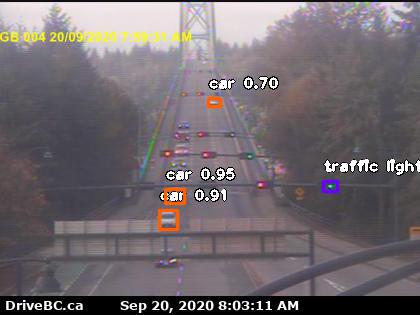 GB 004 20/09/2020 7:59:31 AM
car 0.70
traffic light
car 0.95
car 0.91
DriveBC.ca Sep 20, 2020 8:03:11 AM